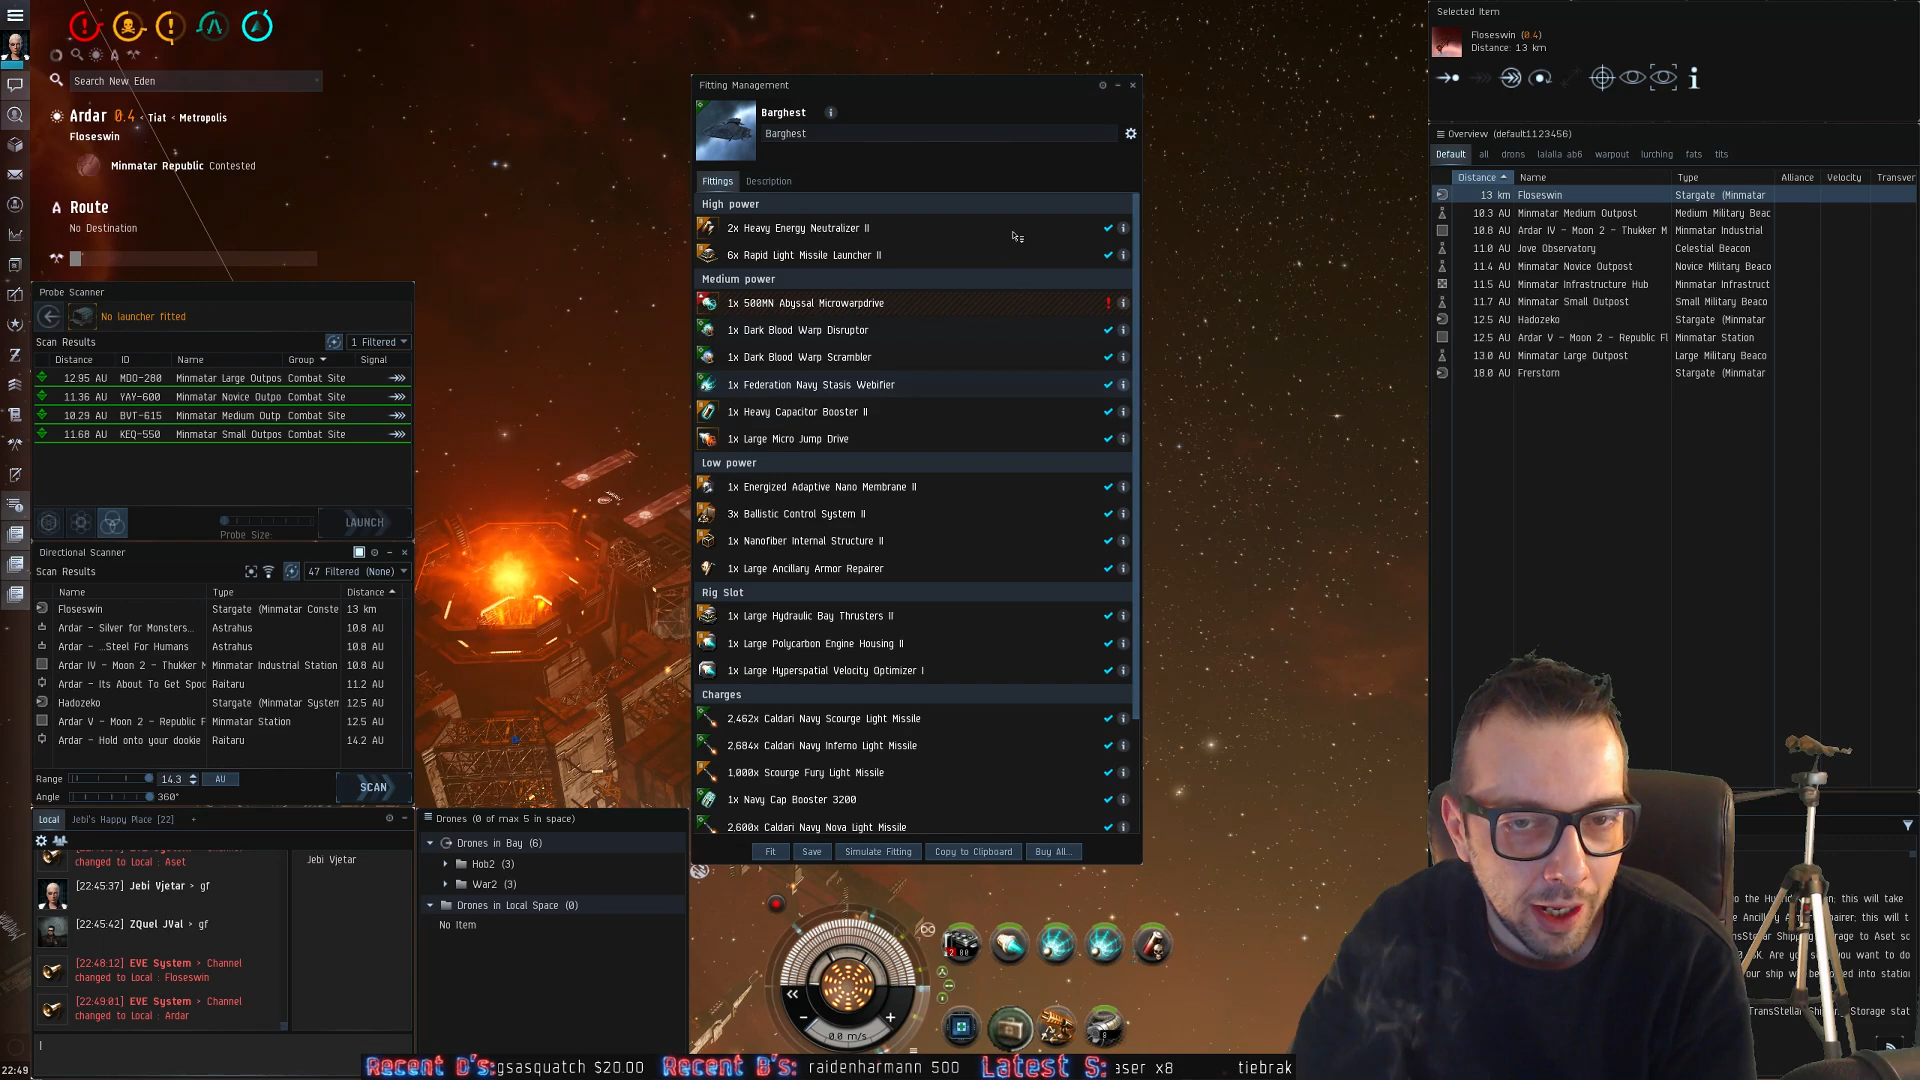 Search New Eden
Ardar 0.4 < Tiat < Metropolis
Floseswin
Minmatar Republic Contested
Route
No Destination
Probe Scanner
No launcher fitted
Scan Results
1 Filtered
Distance ID Name Group Signal
12.95 AU MDO-280 Minmatar Large Outpos Combat Site
11.36 AU YAY-600 Minmatar Novice Outpo Combat Site
10.29 AU BVT-615 Minmatar Medium Outp Combat Site
11.68 AU KEQ-550 Minmatar Small Outpos Combat Site
LAUNCH
Probe Size:
Directional Scanner
Scan Results
47 Filtered (None)
Name Type Distance
Floseswin Stargate (Minmatar Conste 13 km
Ardar - Silver for Monsters... Astrahus 10.8 AU
Ardar - ...Steel For Humans Astrahus 10.8 AU
Ardar IV - Moon 2 - Thukker M Minmatar Industrial Station 10.8 AU
Ardar - Its About To Get Spoo Raitaru 11.2 AU
Hadozeko Stargate (Minmatar System 12.5 AU
Ardar V - Moon 2 - Republic F Minmatar Station 12.5 AU
Ardar - Hold onto your dookie Raitaru 14.2 AU
Range 14.3 AU
Angle 360°
SCAN
Local Jebi's Happy Place [22] +
changed to Local : Aset
[22:45:37] Jebi Vjetar > gf
[22:45:42] ZQuel JVal > gf
[22:48:12] EVE System > Channel
changed to Local : Floseswin
[22:49:01] EVE System > Channel
changed to Local : Ardar
Jebi Vjetar
22:49
Drones (0 of max 5 in space)
Drones in Bay (6)
Hob2 (3)
War2 (3)
Drones in Local Space (0)
No Item
Fitting Management
Barghest
Barghest
Fittings Description
High power
2x Heavy Energy Neutralizer II
6x Rapid Light Missile Launcher II
Medium power
1x 500MN Abyssal Microwarpdrive
1x Dark Blood Warp Disruptor
1x Dark Blood Warp Scrambler
1x Federation Navy Stasis Webifier
1x Heavy Capacitor Booster II
1x Large Micro Jump Drive
Low power
1x Energized Adaptive Nano Membrane II
3x Ballistic Control System II
1x Nanofiber Internal Structure II
1x Large Ancillary Armor Repairer
Rig Slot
1x Large Hydraulic Bay Thrusters II
1x Large Polycarbon Engine Housing II
1x Large Hyperspatial Velocity Optimizer I
Charges
2,462x Caldari Navy Scourge Light Missile
2,684x Caldari Navy Inferno Light Missile
1,000x Scourge Fury Light Missile
1x Navy Cap Booster 3200
2,600x Caldari Navy Nova Light Missile
Fit Save Simulate Fitting Copy to Clipboard Buy All...
0.0 m/s
Selected Item
Floseswin (0.4)
Distance: 13 km
Overview (default1123456)
Default all drons lalalla ab6 warpout lurching fats tits
Distance Name Type Alliance Velocity Transver
13 km Floseswin Stargate (Minmatar
10.3 AU Minmatar Medium Outpost Medium Military Beac
10.8 AU Ardar IV - Moon 2 - Thukker M Minmatar Industrial
11.0 AU Jove Observatory Celestial Beacon
11.4 AU Minmatar Novice Outpost Novice Military Beaco
11.5 AU Minmatar Infrastructure Hub Minmatar Infrastruct
11.7 AU Minmatar Small Outpost Small Military Beaco
12.5 AU Hadozeko Stargate (Minmatar
12.5 AU Ardar V - Moon 2 - Republic Fl Minmatar Station
13.0 AU Minmatar Large Outpost Large Military Beaco
18.0 AU Frerstorn Stargate (Minmatar
this will take
this will t
to Aset sc
you want to do
into station
TransStellar Shipping Storage stat
Recent D's: gsasquatch $20.00 Recent B's: raidenharmann 500 Latest S: aser x8 tiebrak